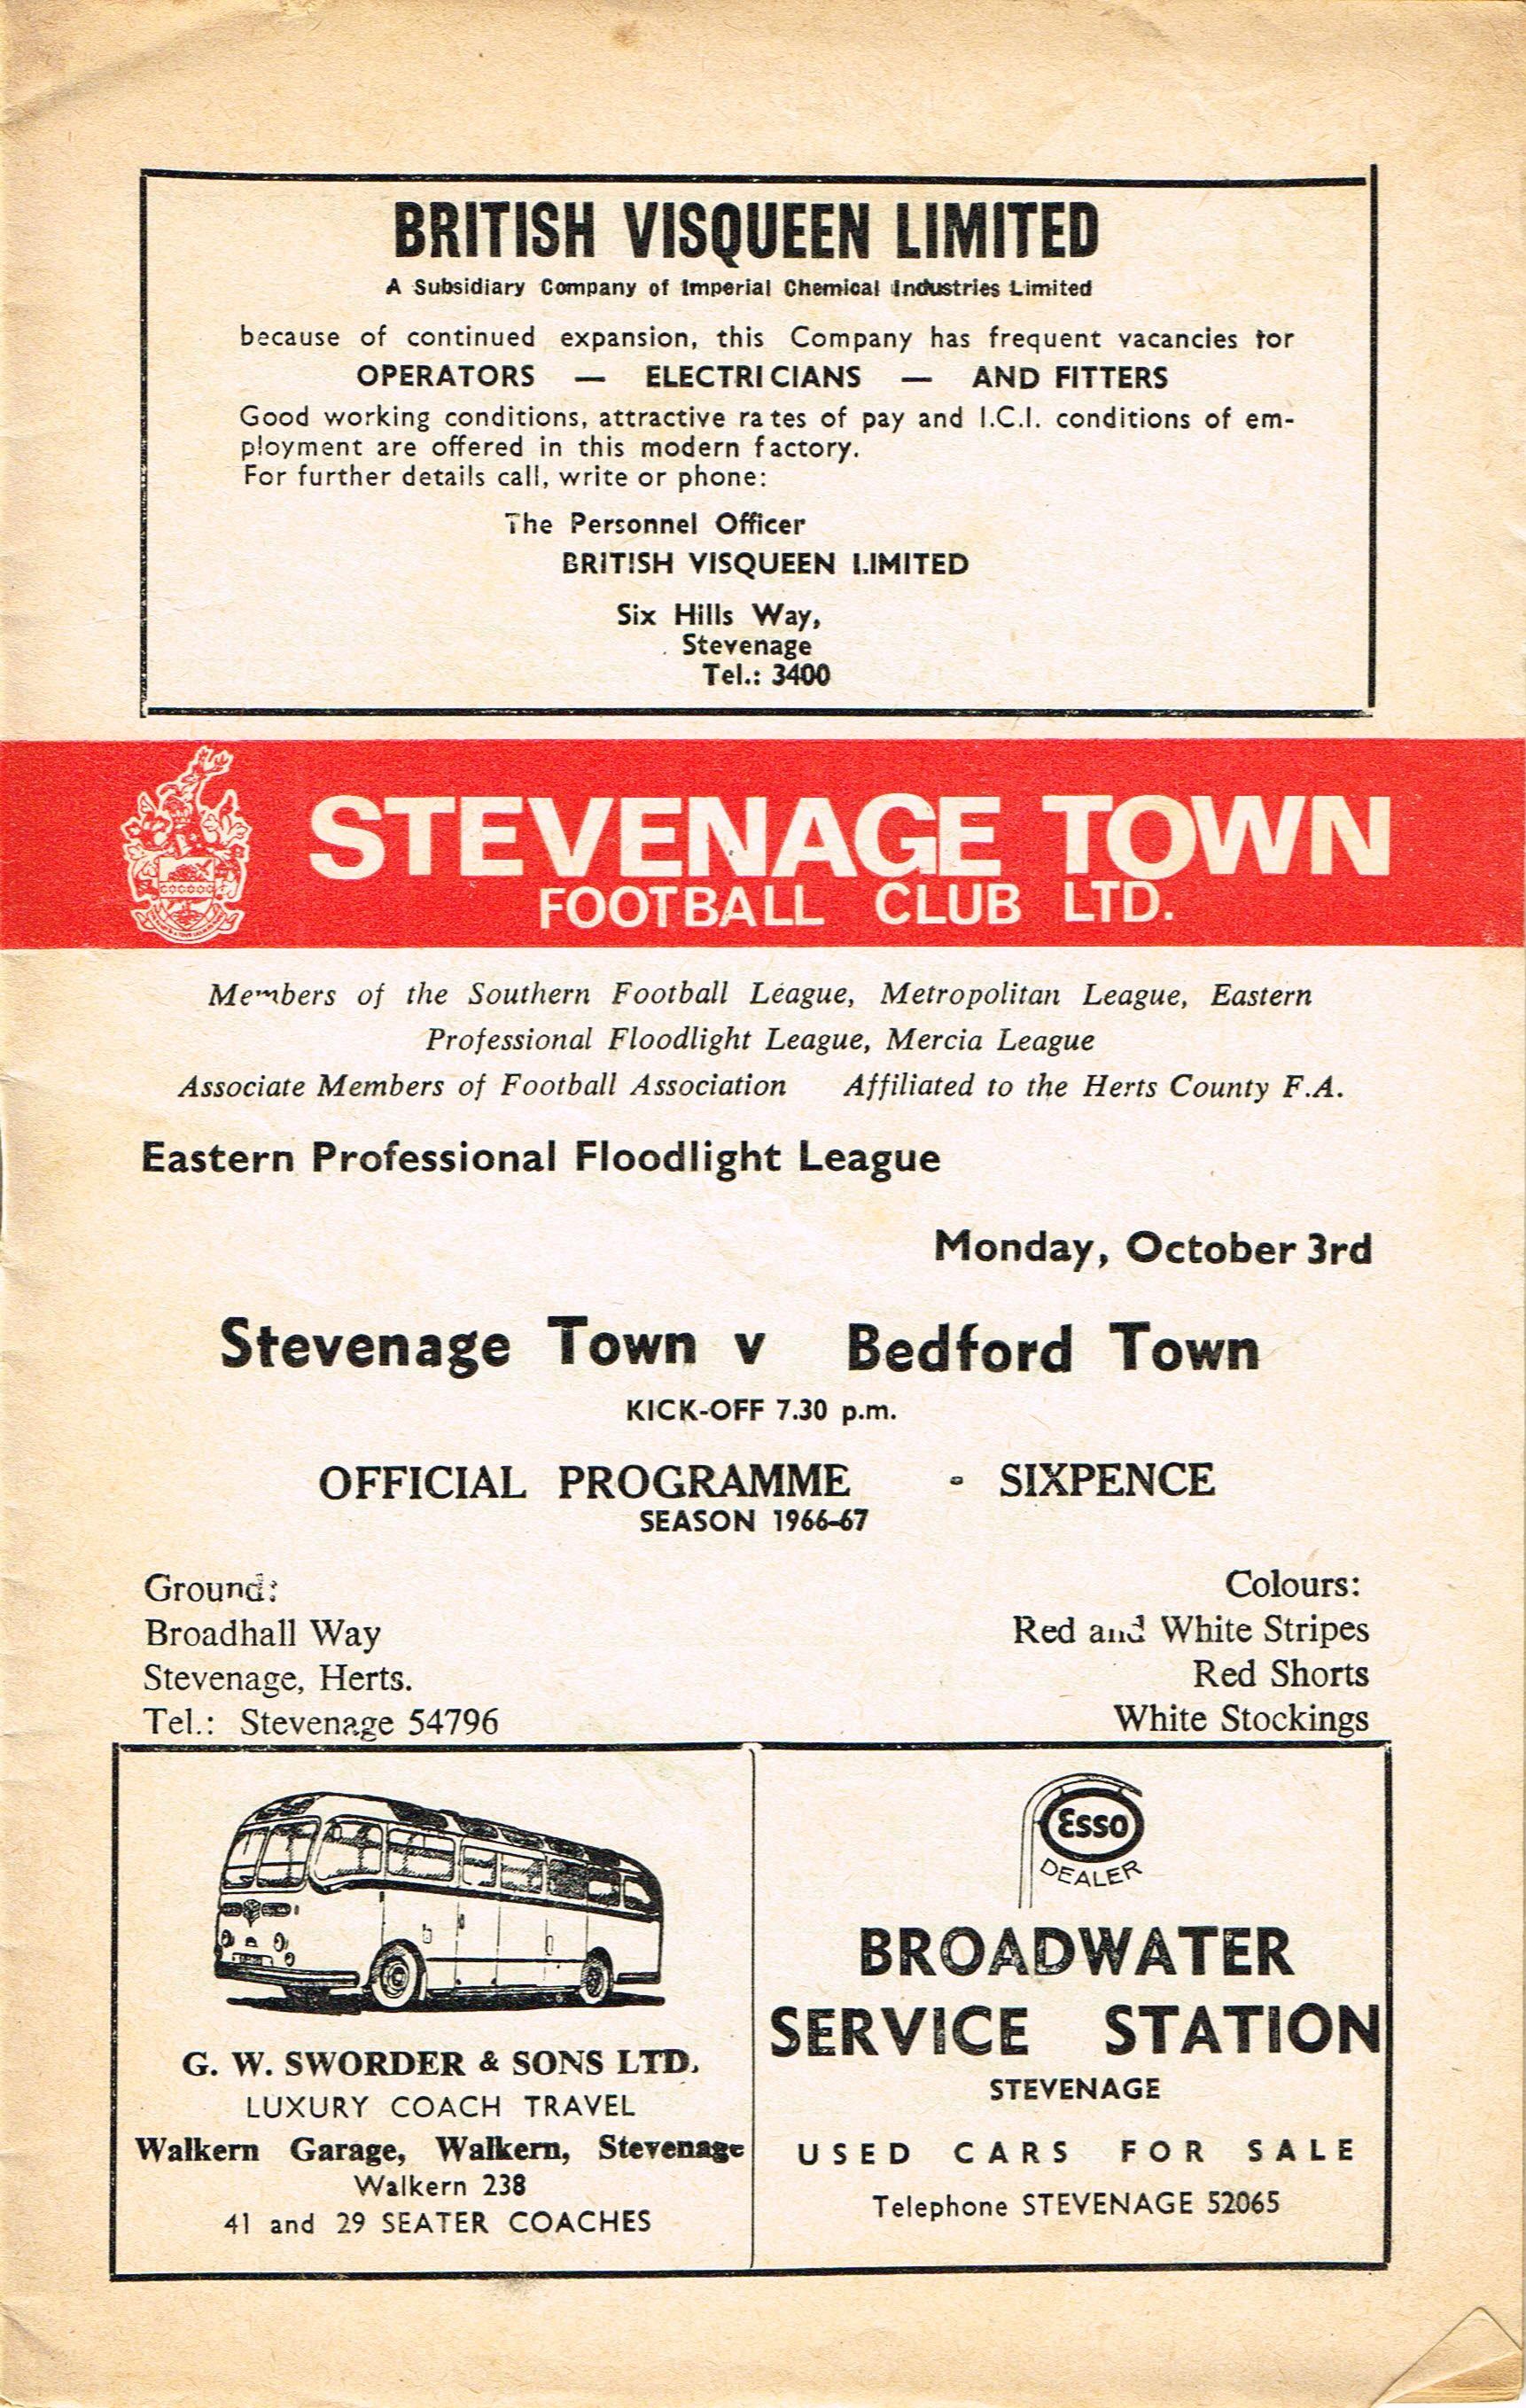 BRITISH VISQUEEN LIMITED
A Subsidiary Company of Imperial Chemical Industries Limited
because of continued expansion, this Company has frequent vacancies for
OPERATORS — ELECTRICIANS — AND FITTERS
Good working conditions, attractive rates of pay and I.C.I. conditions of em-
ployment are offered in this modern factory.
For further details call, write or phone:
The Personnel Officer
BRITISH VISQUEEN LIMITED
Six Hills Way,
Stevenage
Tel.: 3400
STEVENAGE TOWN
FOOTBALL CLUB LTD.
Members of the Southern Football League, Metropolitan League, Eastern
Professional Floodlight League, Mercia League
Associate Members of Football Association Affiliated to the Herts County F.A.
Eastern Professional Floodlight League
Monday, October 3rd
Stevenage Town v Bedford Town
KICK-OFF 7.30 p.m.
OFFICIAL PROGRAMME - SIXPENCE
SEASON 1966-67
Ground:
Broadhall Way
Stevenage, Herts.
Tel.: Stevenage 54796
Colours:
Red and White Stripes
Red Shorts
White Stockings
G. W. SWORDER & SONS LTD.
LUXURY COACH TRAVEL
Walkern Garage, Walkern, Stevenage
Walkern 238
41 and 29 SEATER COACHES
Esso
DEALER
BROADWATER
SERVICE STATION
STEVENAGE
USED CARS FOR SALE
Telephone STEVENAGE 52065